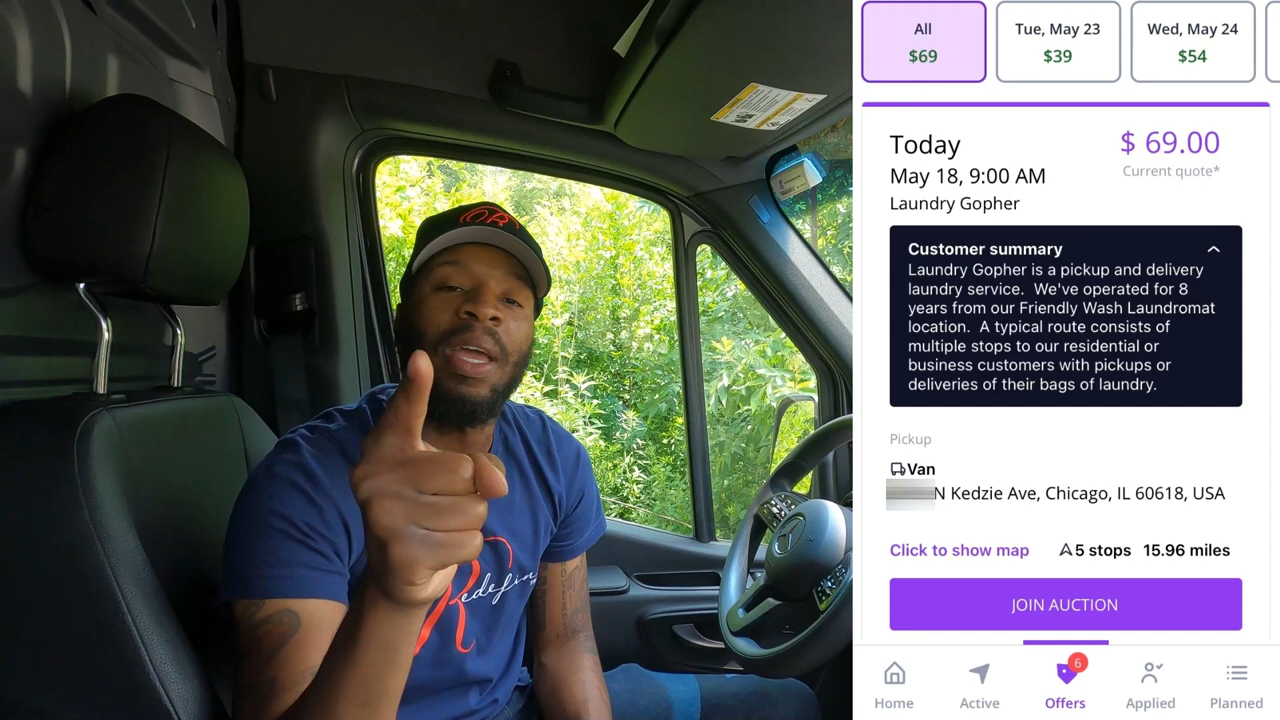 OR
Redefin
All
$69
Tue, May 23
$39
Wed, May 24
$54
Today
$ 69.00
May 18, 9:00 AM
Current quote*
Laundry Gopher
Customer summary
Laundry Gopher is a pickup and delivery
laundry service. We've operated for 8
years from our Friendly Wash Laundromat
location. A typical route consists of
multiple stops to our residential or
business customers with pickups or
deliveries of their bags of laundry.
Pickup
Van
N Kedzie Ave, Chicago, IL 60618, USA
Click to show map
5 stops 15.96 miles
JOIN AUCTION
6
Home
Active
Offers
Applied
Planned